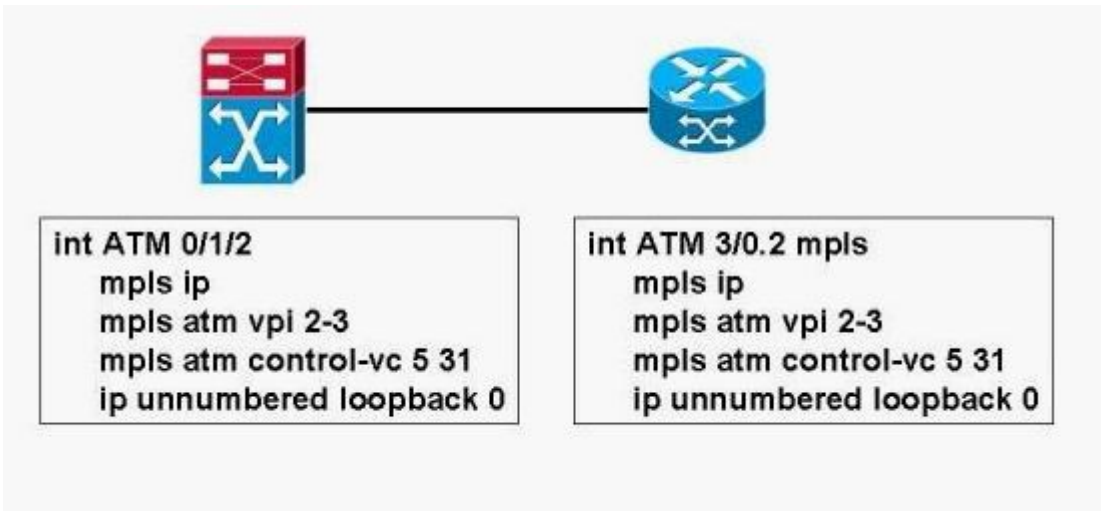 int ATM 0/1/2
mpls ip
mpls atm vpi 2-3
mpls atm control-vc 5 31
ip unnumbered loopback 0
int ATM 3/0.2 mpls
mpls ip
mpls atm vpi 2-3
mpls atm control-vc 5 31
ip unnumbered loopback 0